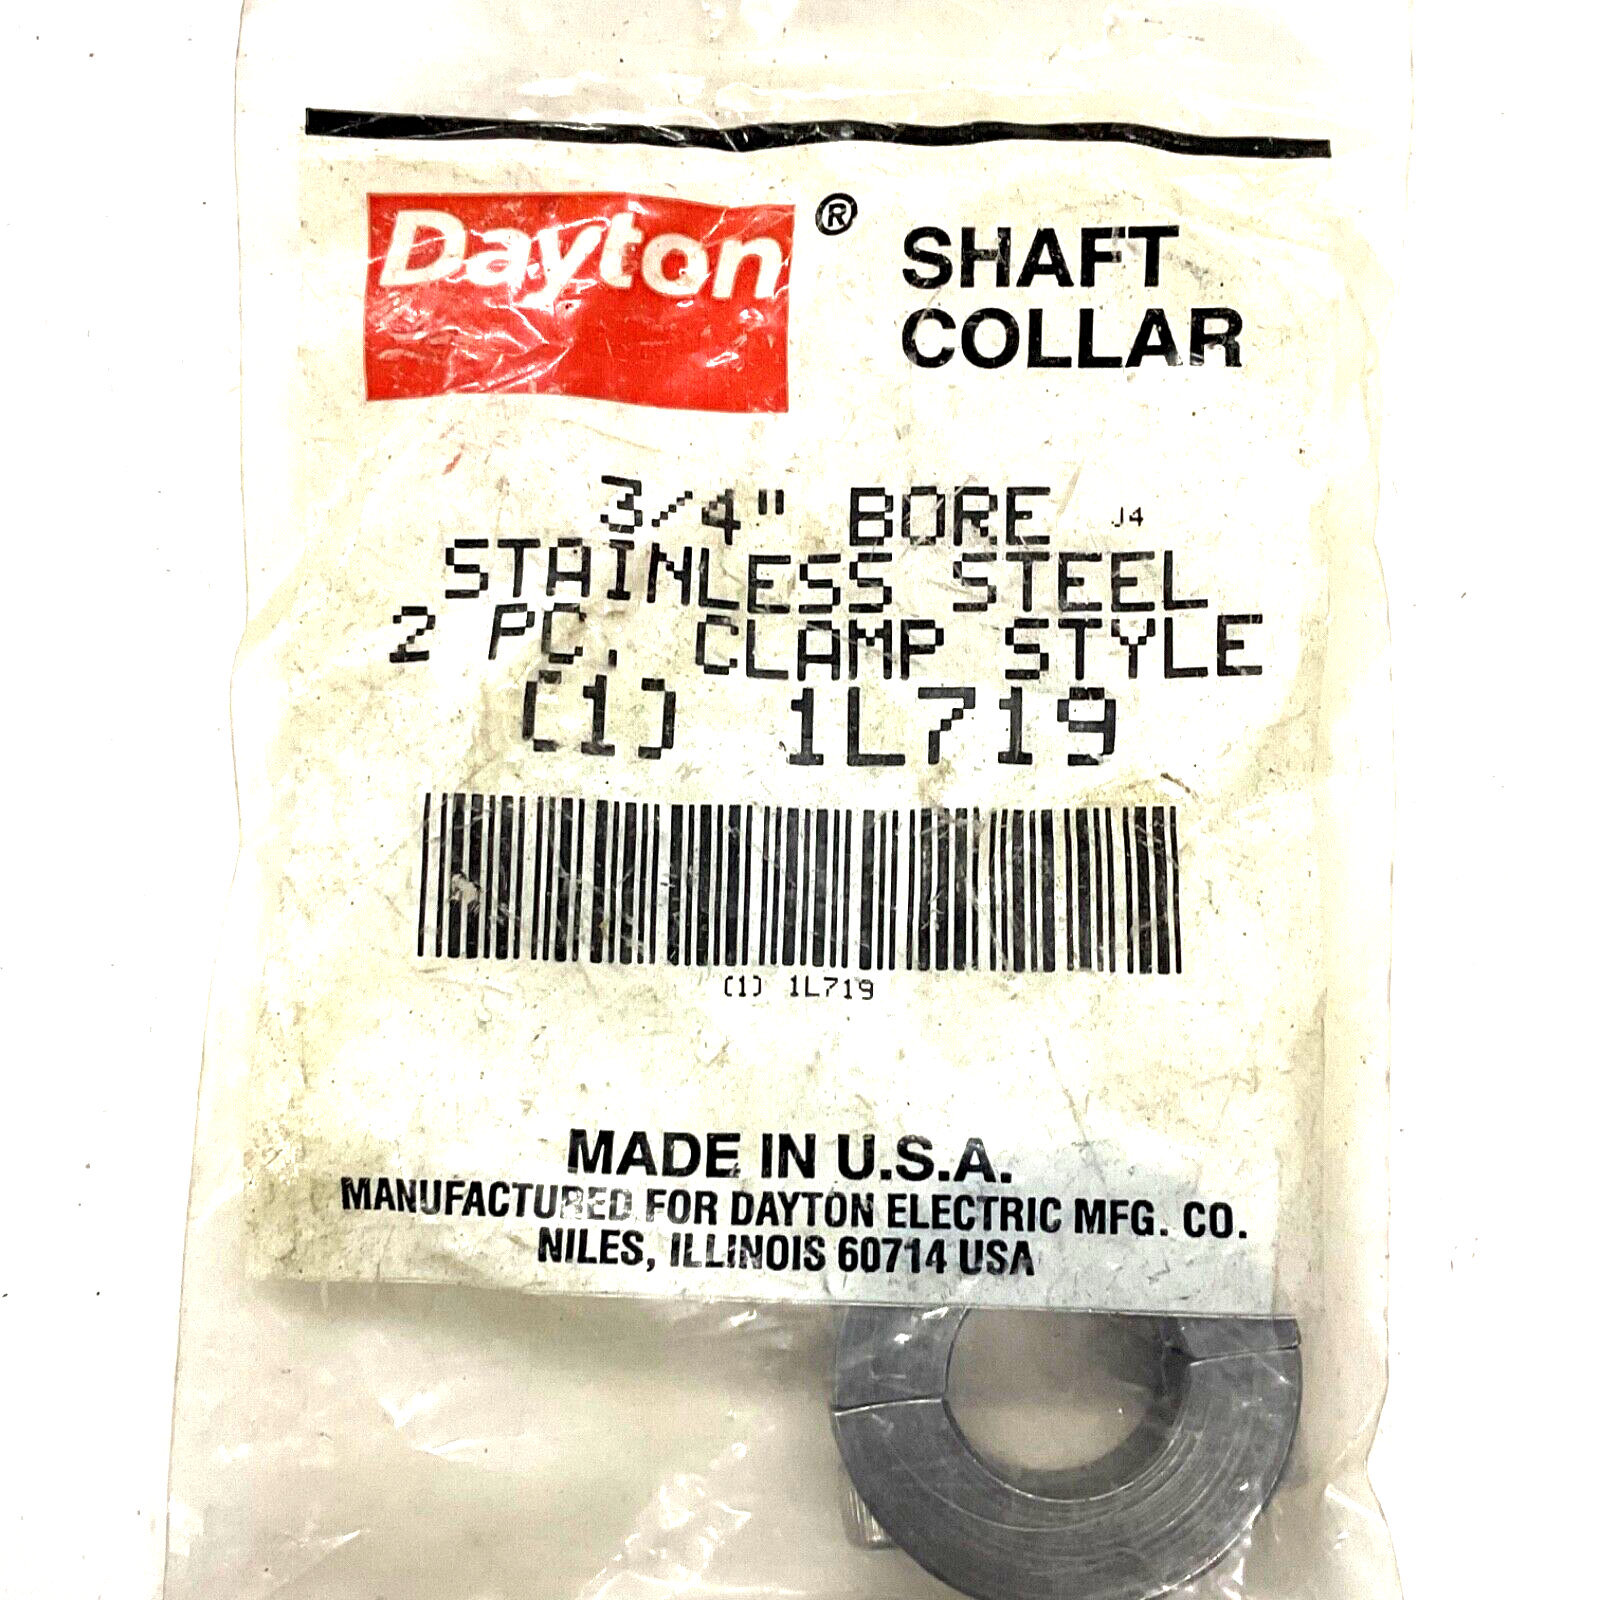 Dayton®
SHAFT
COLLAR
3/4" BORE J4
STAINLESS STEEL
2 PC. CLAMP STYLE
(1) 1L719
(1) 1L719
MADE IN U.S.A.
MANUFACTURED FOR DAYTON ELECTRIC MFG. CO.
NILES, ILLINOIS 60714 USA